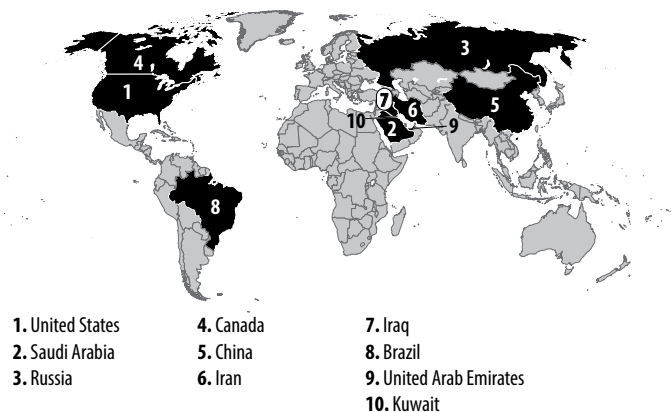 3
4
1
7
6
5
10
2
9
8
1. United States
2. Saudi Arabia
3. Russia
4. Canada
5. China
6. Iran
7. Iraq
8. Brazil
9. United Arab Emirates
10. Kuwait